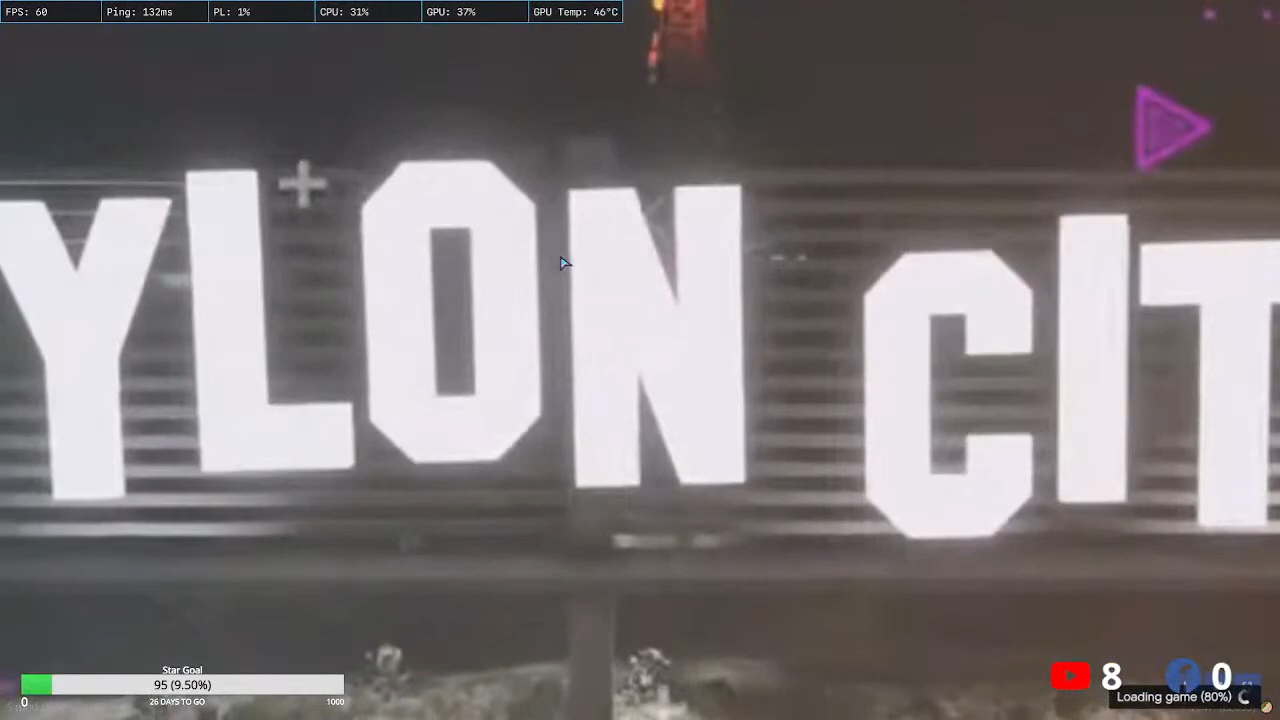 FPS: 60 Ping: 132ms PL: 1% CPU: 31% GPU: 37% GPU Temp: 46°C
YLON CIT
Star Goal
95 (9.50%)
0 26 DAYS TO GO 1000
8 0
Loading game (80%)